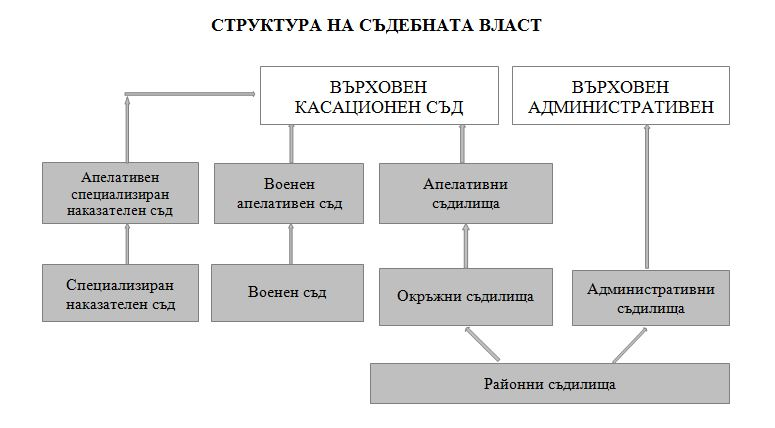 СТРУКТУРА НА СЪДЕБНАТА ВЛАСТ
ВЪРХОВЕН
КАСАЦИОНЕН СЪД
ВЪРХОВЕН
АДМИНИСТРАТИВЕН
Апелативен
специализиран
наказателен съд
Военен
апелативен съд
Апелативни
съдилища
Специализиран
наказателен съд
Военен съд
Окръжни съдилища
Административни
съдилища
Районни съдилища